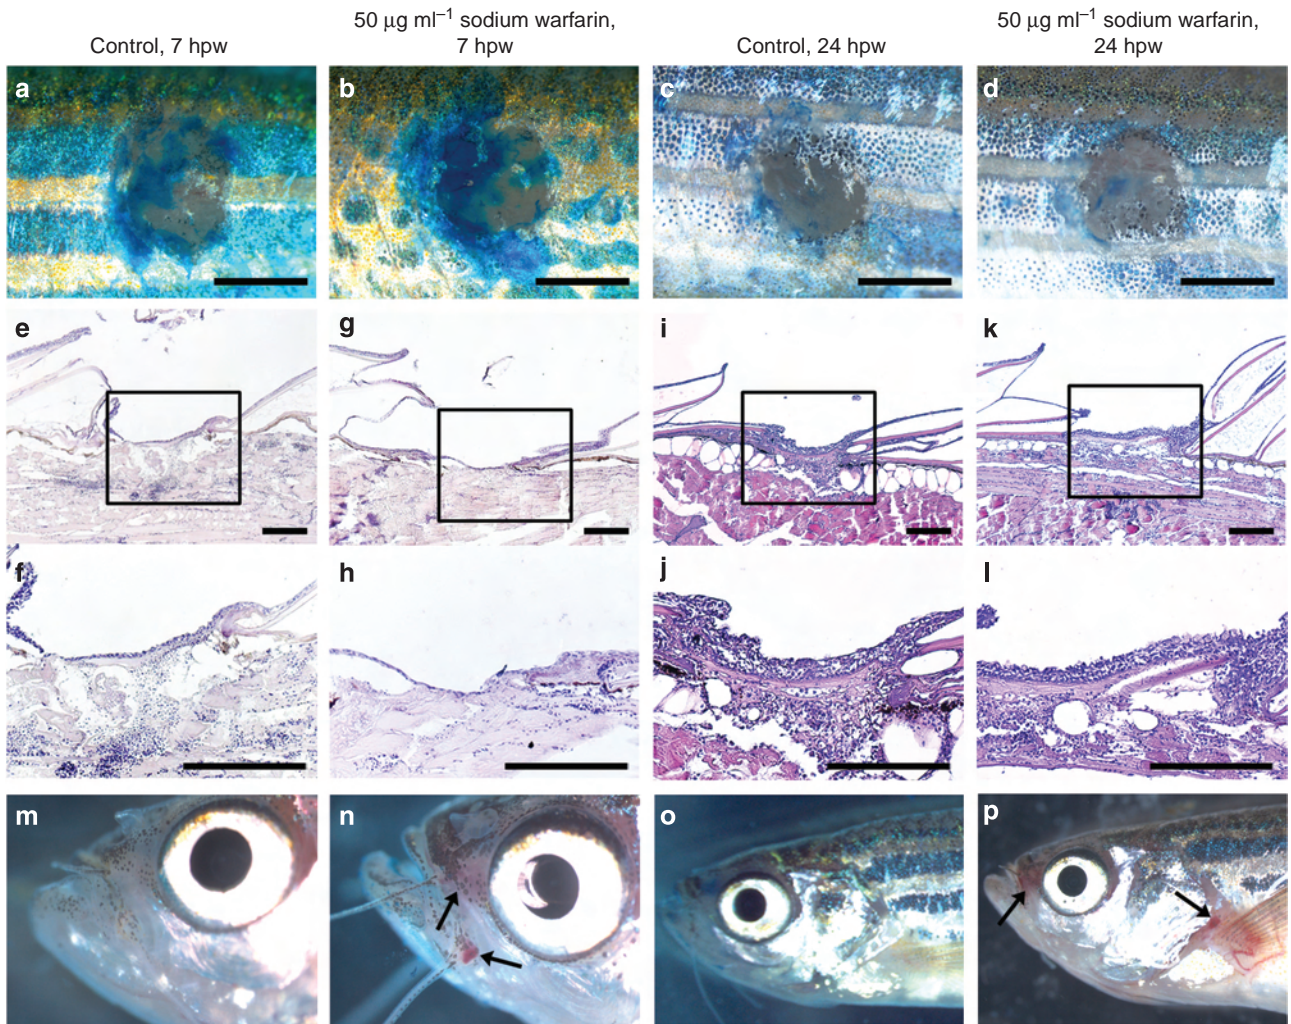 50 µg ml⁻¹ sodium warfarin,
50 µg ml⁻¹ sodium warfarin,
Control, 7 hpw
7 hpw
Control, 24 hpw
24 hpw
a
b
c
d
e
g
i
k
f
h
j
l
m
n
o
p